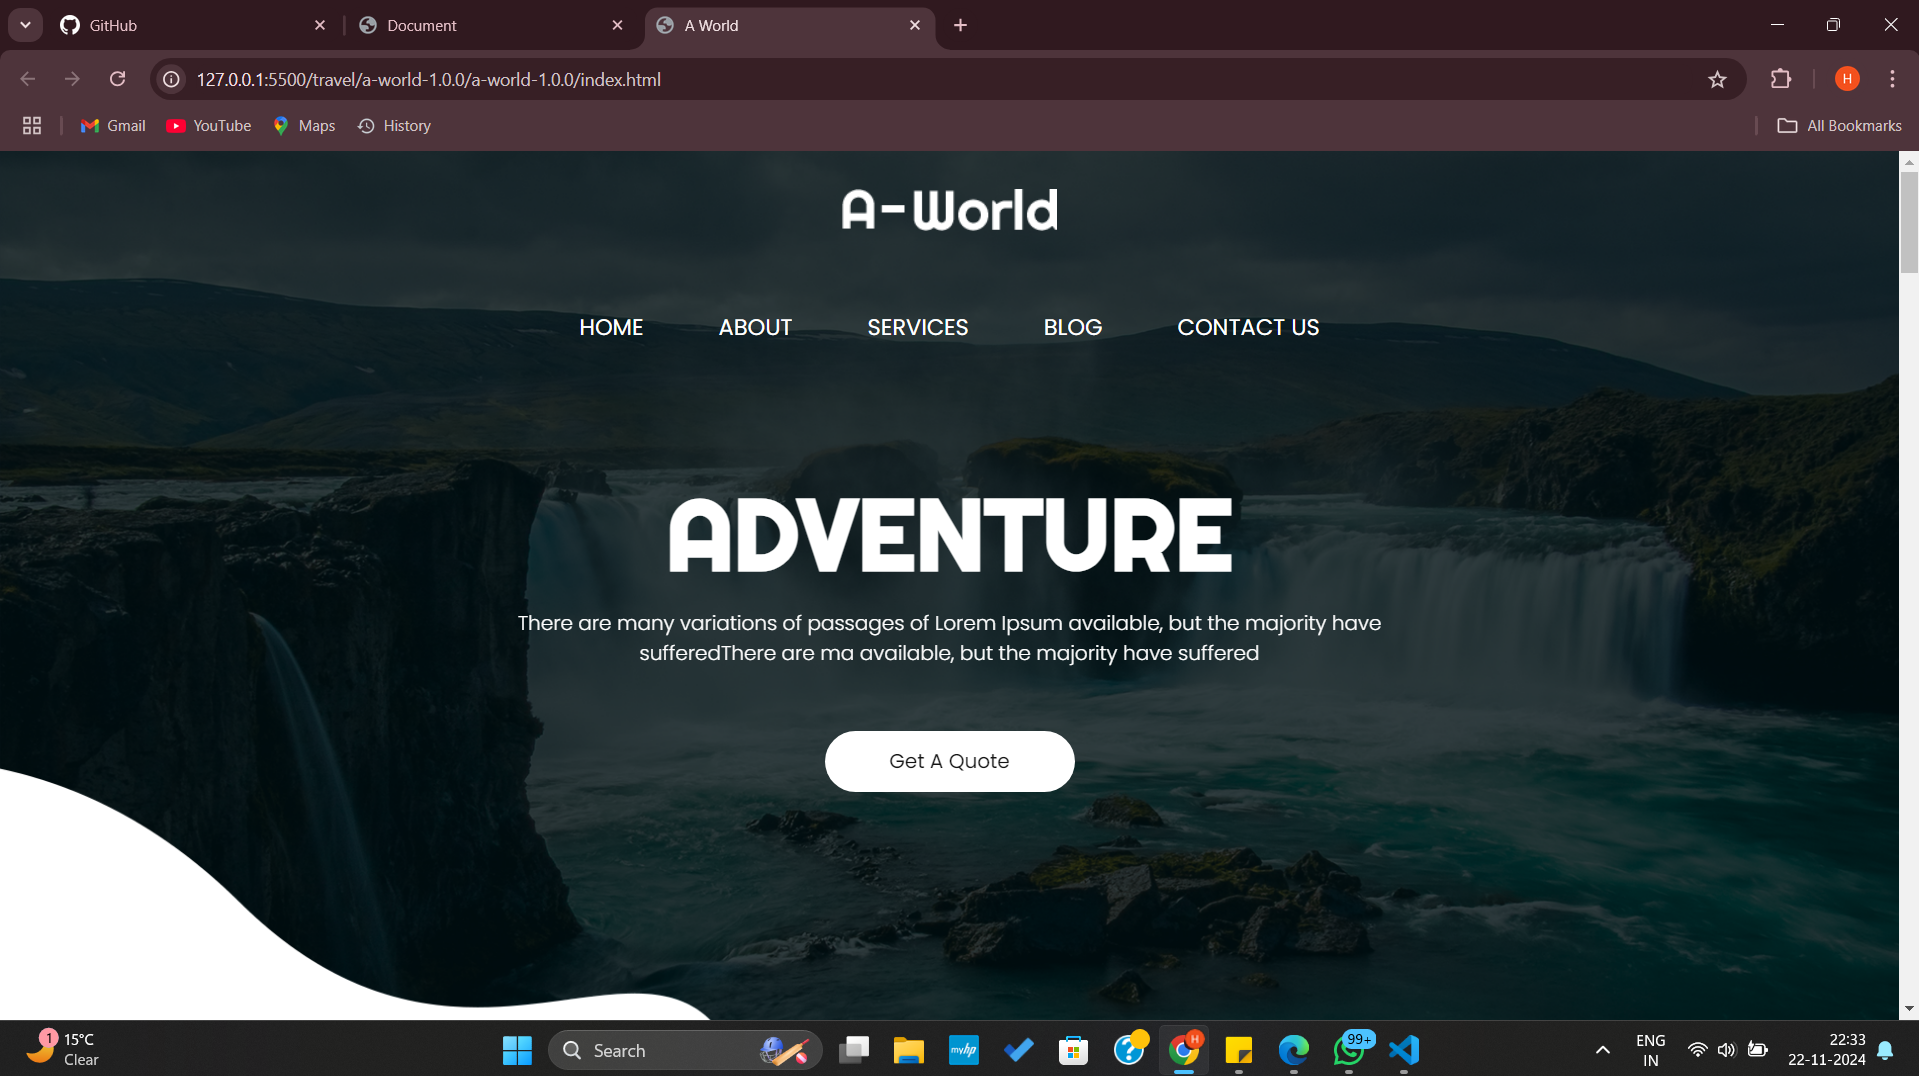 GitHub
Document
A World
127.0.0.1:5500/travel/a-world-1.0.0/a-world-1.0.0/index.html
H
Gmail
YouTube
Maps
History
All Bookmarks
A-World
HOME ABOUT SERVICES BLOG CONTACT US
ADVENTURE
There are many variations of passages of Lorem Ipsum available, but the majority have
sufferedThere are ma available, but the majority have suffered
Get A Quote
1
15°C
Clear
Search
myhp
H
99+
ENG
IN
22:33
22-11-2024